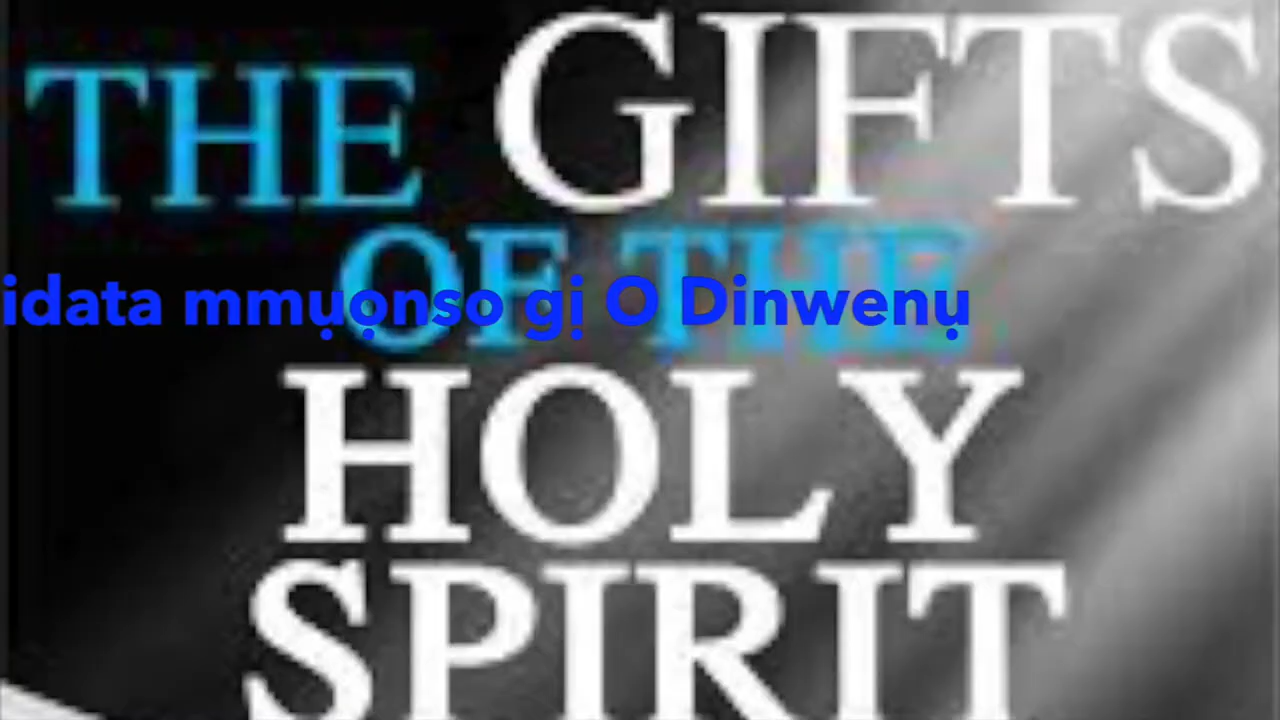 THE GIFTS
OF THE
idata mmụọnso gị O Dinwenụ
HOLY
SPIRIT